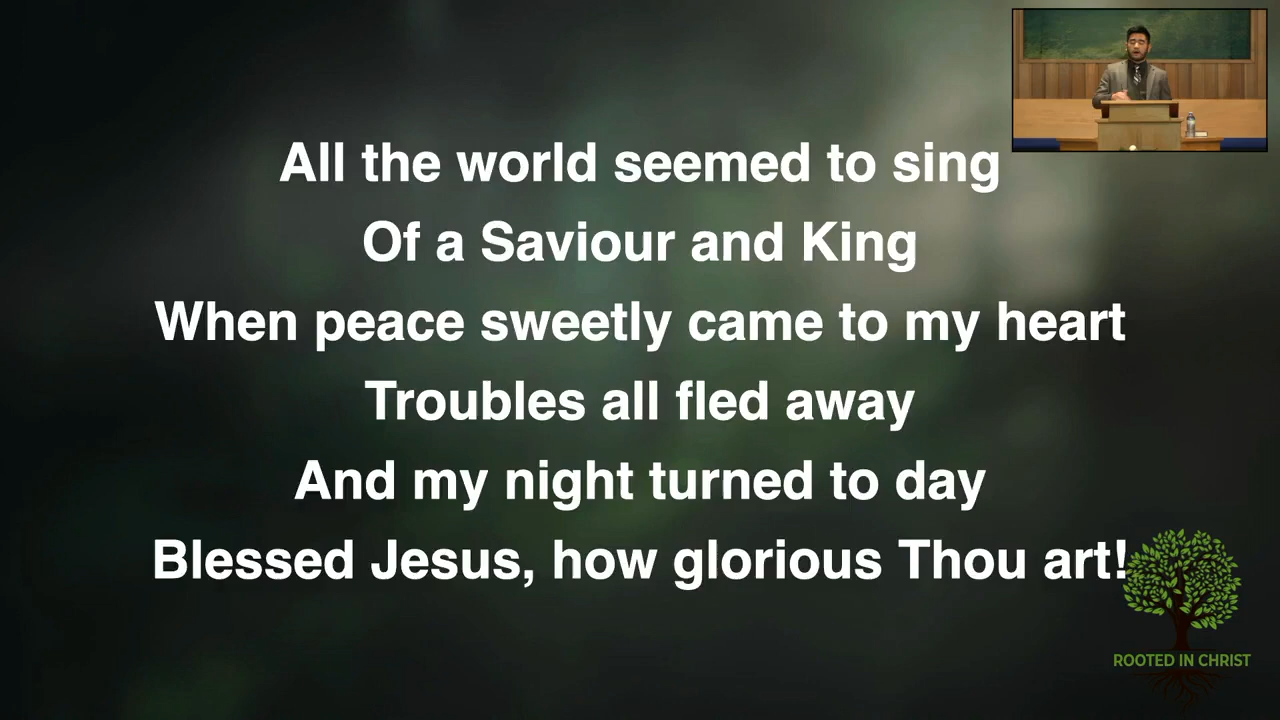 All the world seemed to sing
Of a Saviour and King
When peace sweetly came to my heart
Troubles all fled away
And my night turned to day
Blessed Jesus, how glorious Thou art!
ROOTED IN CHRIST